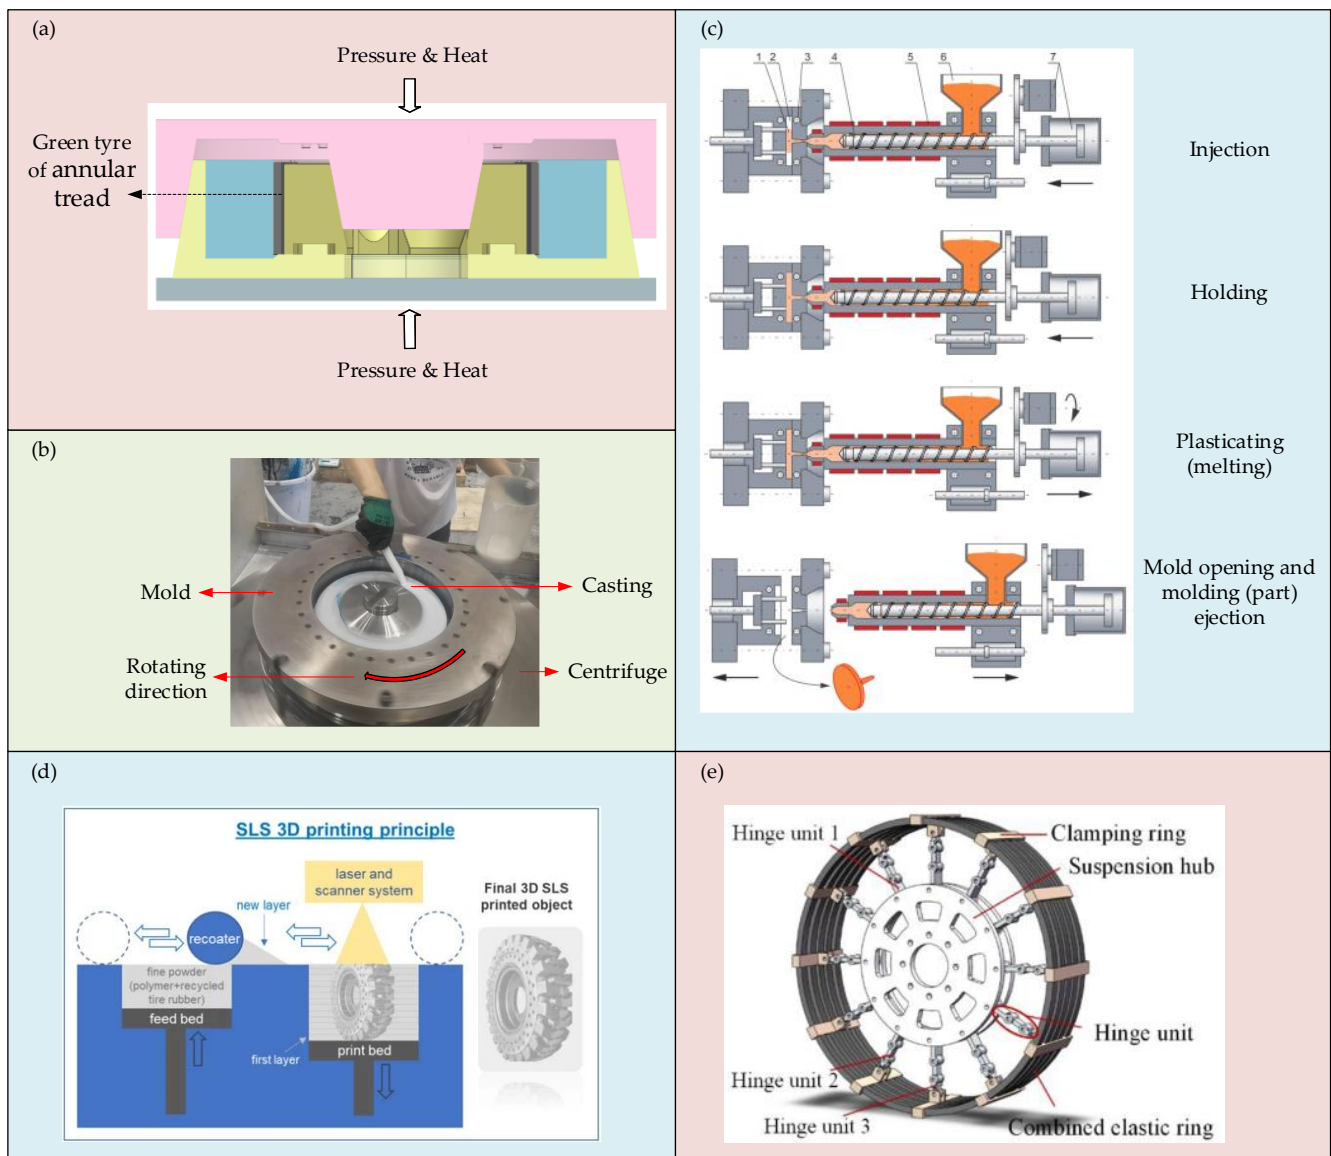 (a)
Pressure & Heat
Green tyre
of annular
tread
Pressure & Heat
(b)
Mold
Casting
Rotating
direction
Centrifuge
(c)
1
2
3
4
5
6
7
Injection
Holding
Plasticating
(melting)
Mold opening and
molding (part)
ejection
(d)
SLS 3D printing principle
laser and
scanner system
new layer
recoater
Final 3D SLS
printed object
fine powder
(polymer+recycled
tire rubber)
feed bed
first layer
print bed
(e)
Hinge unit 1
Clamping ring
Suspension hub
Hinge unit
Hinge unit 2
Hinge unit 3
Combined elastic ring